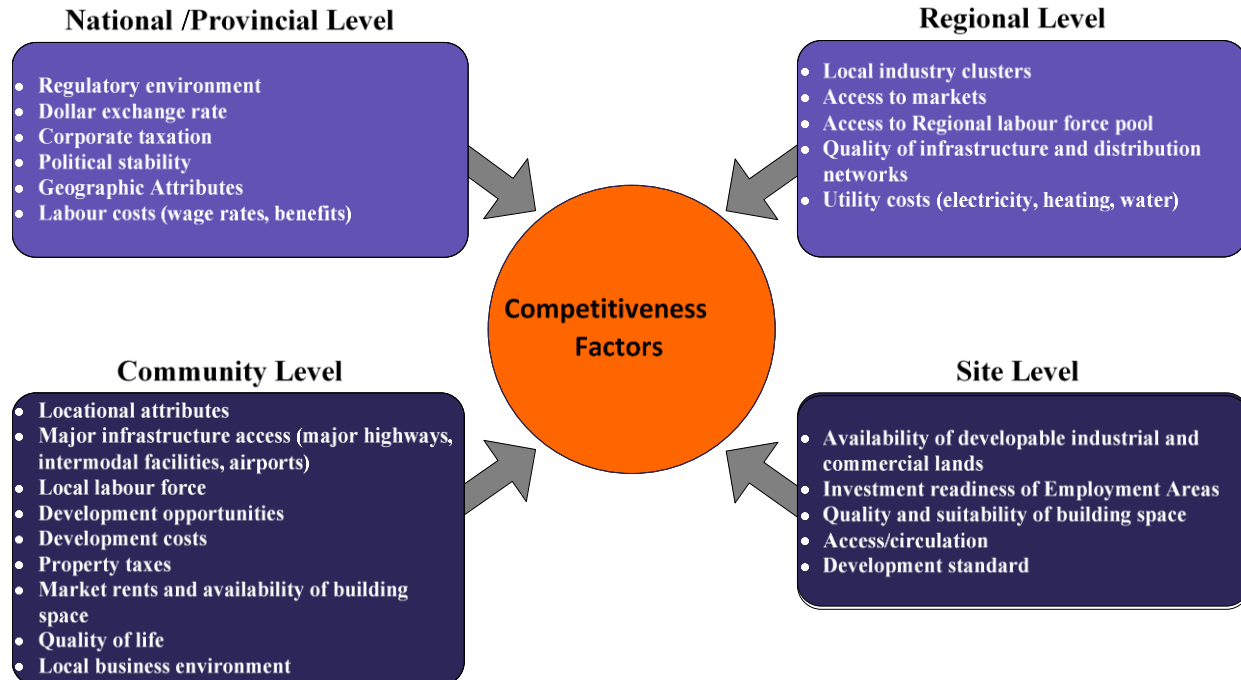 National /Provincial Level
• Regulatory environment
• Dollar exchange rate
• Corporate taxation
• Political stability
• Geographic Attributes
• Labour costs (wage rates, benefits)
Regional Level
• Local industry clusters
• Access to markets
• Access to Regional labour force pool
• Quality of infrastructure and distribution
networks
• Utility costs (electricity, heating, water)
Competitiveness
Factors
Community Level
• Locational attributes
• Major infrastructure access (major highways,
intermodal facilities, airports)
• Local labour force
• Development opportunities
• Development costs
• Property taxes
• Market rents and availability of building
space
• Quality of life
• Local business environment
Site Level
• Availability of developable industrial and
commercial lands
• Investment readiness of Employment Areas
• Quality and suitability of building space
• Access/circulation
• Development standard